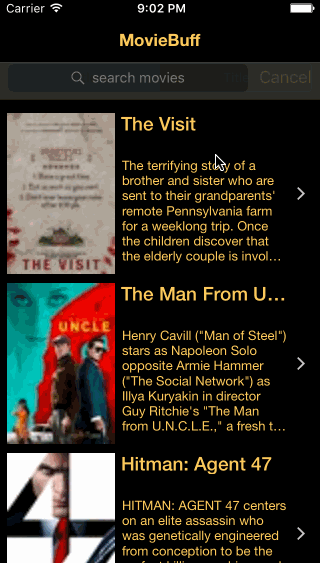 Carrier 9:02 PM
MovieBuff
search movies Cancel
The Visit
The terrifying story of a
brother and sister who are
sent to their grandparents'
remote Pennsylvania farm
for a weeklong trip. Once
the children discover that
the elderly couple is invol...
THE VISIT
The Man From U...
UNCLE
Henry Cavill ("Man of Steel")
stars as Napoleon Solo
opposite Armie Hammer
("The Social Network") as
Illya Kuryakin in director
Guy Ritchie's "The Man
from U.N.C.L.E.," a fresh t...
Hitman: Agent 47
HITMAN: AGENT 47 centers
on an elite assassin who
was genetically engineered
from conception to be the